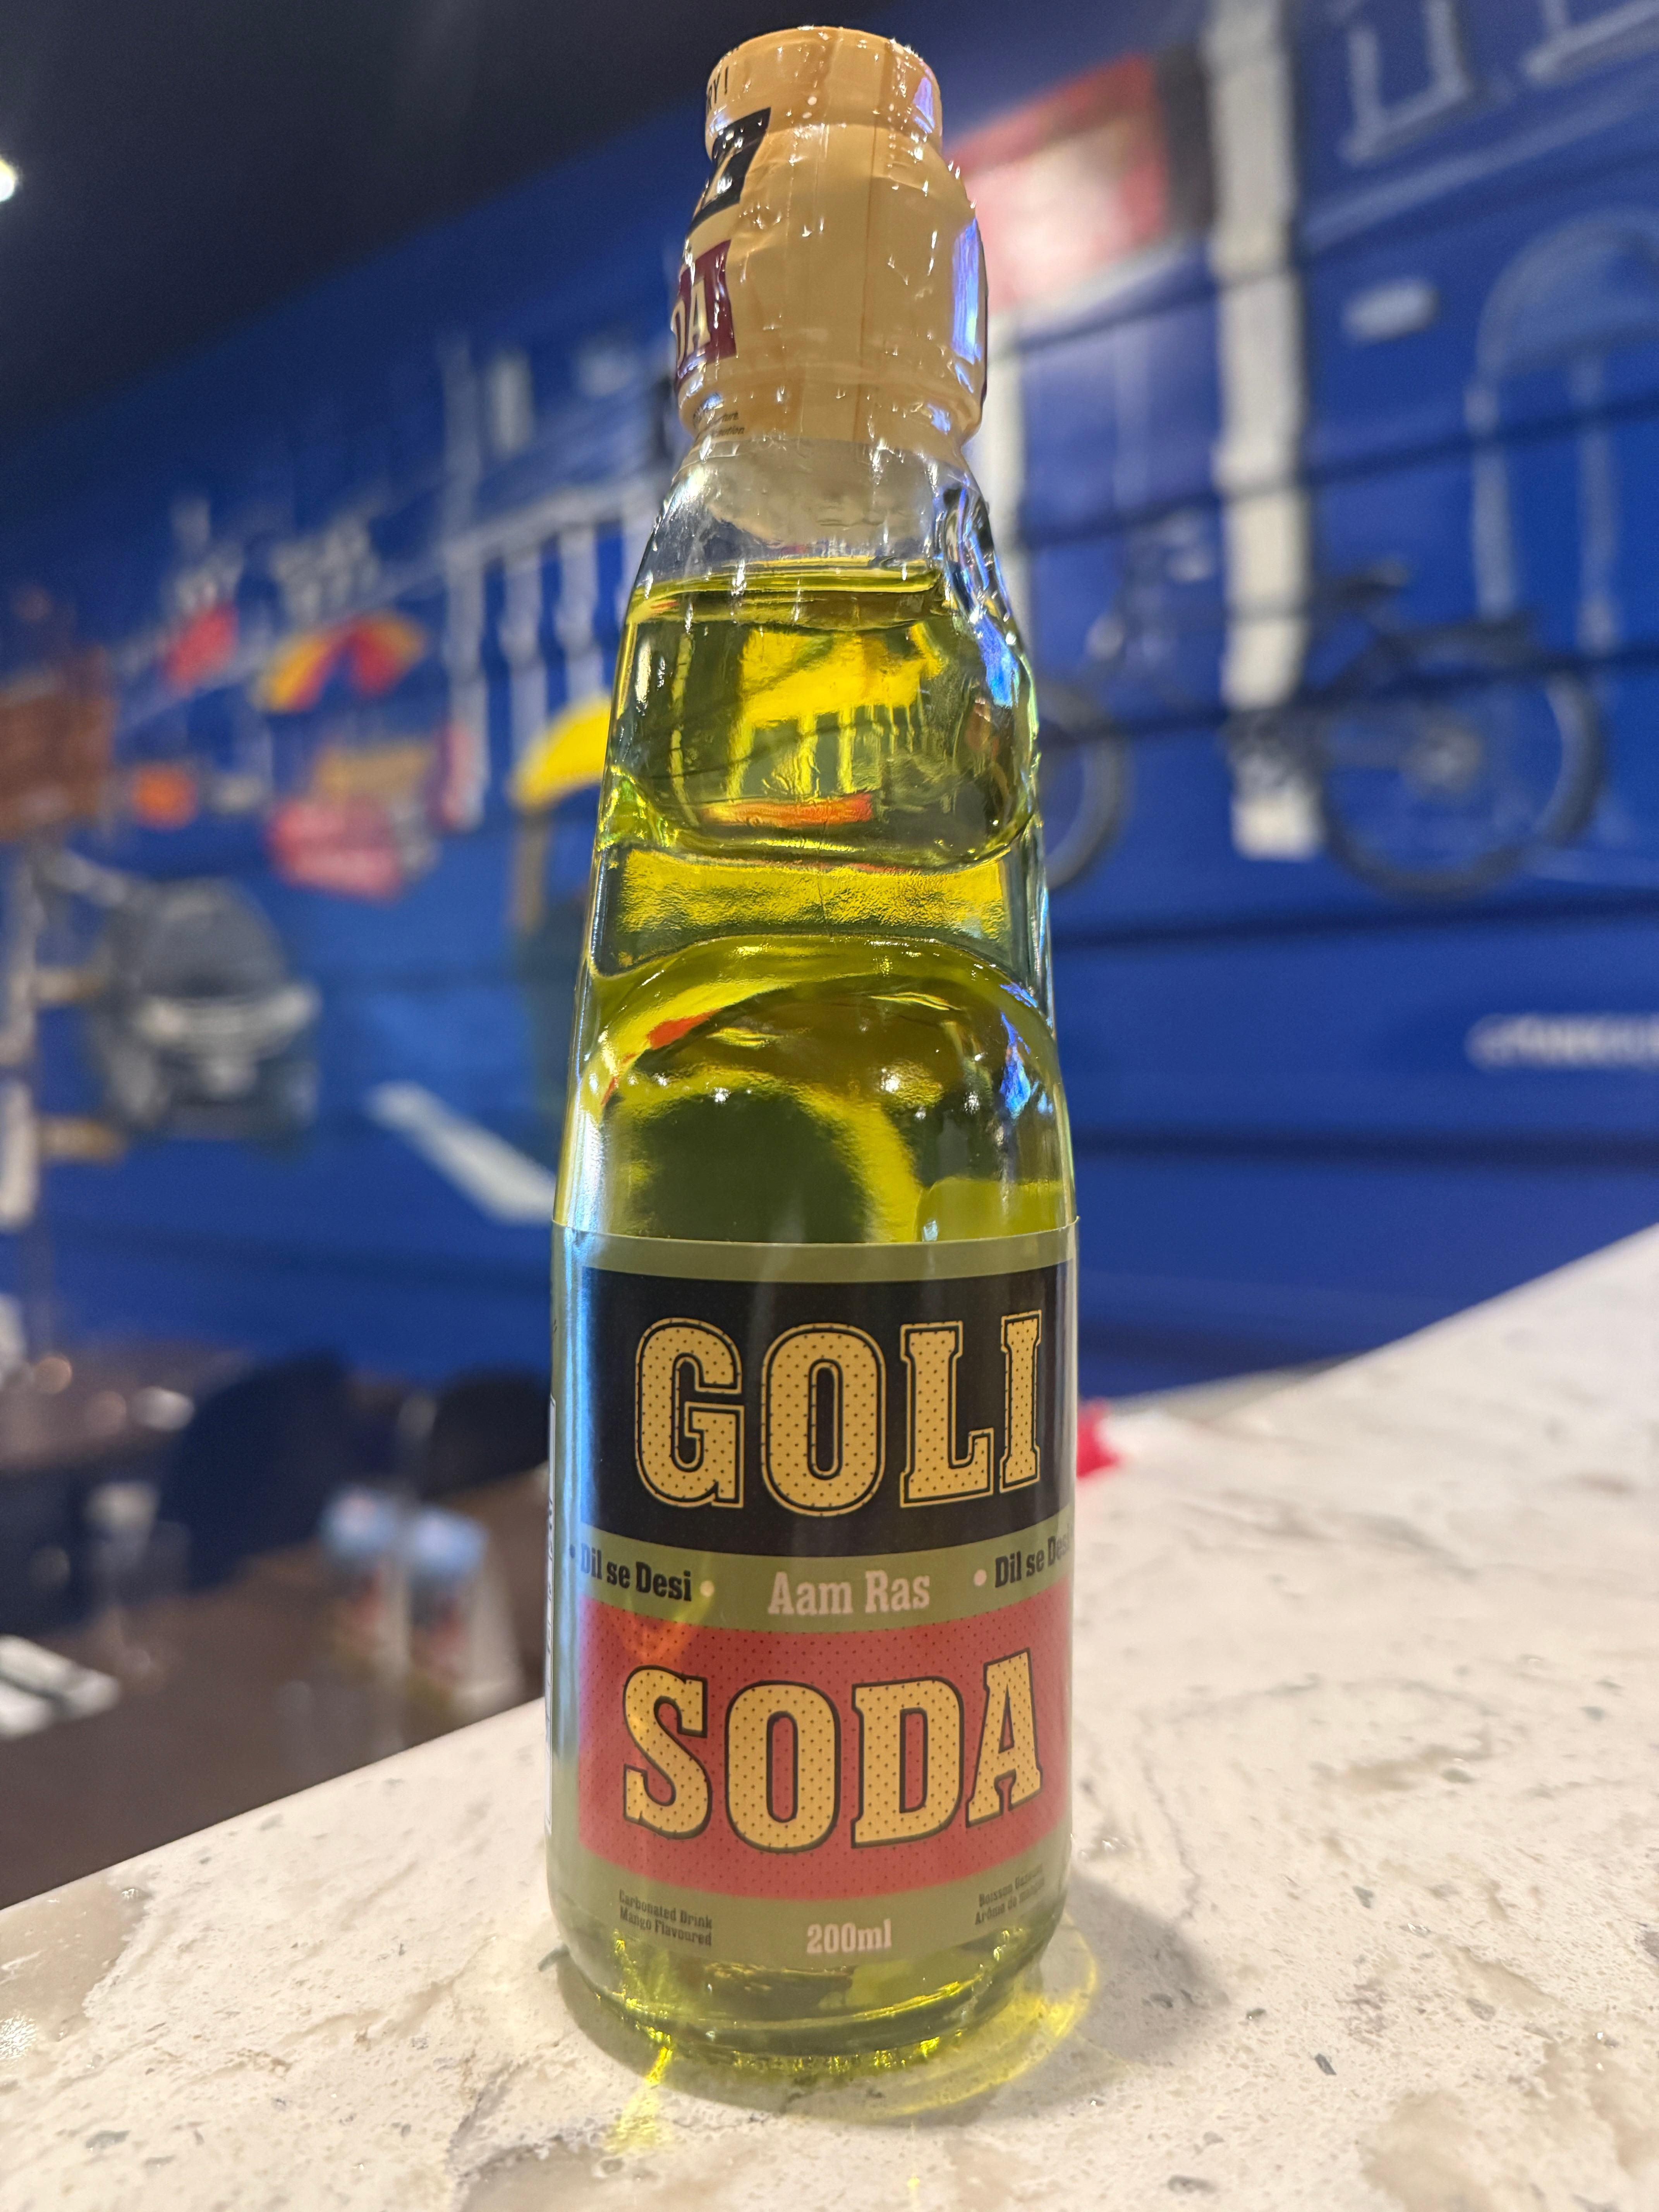 GOLI
• Dil se Desi • Aam Ras • Dil se Desi
SODA
Carbonated Drink
Mango Flavoured
200ml